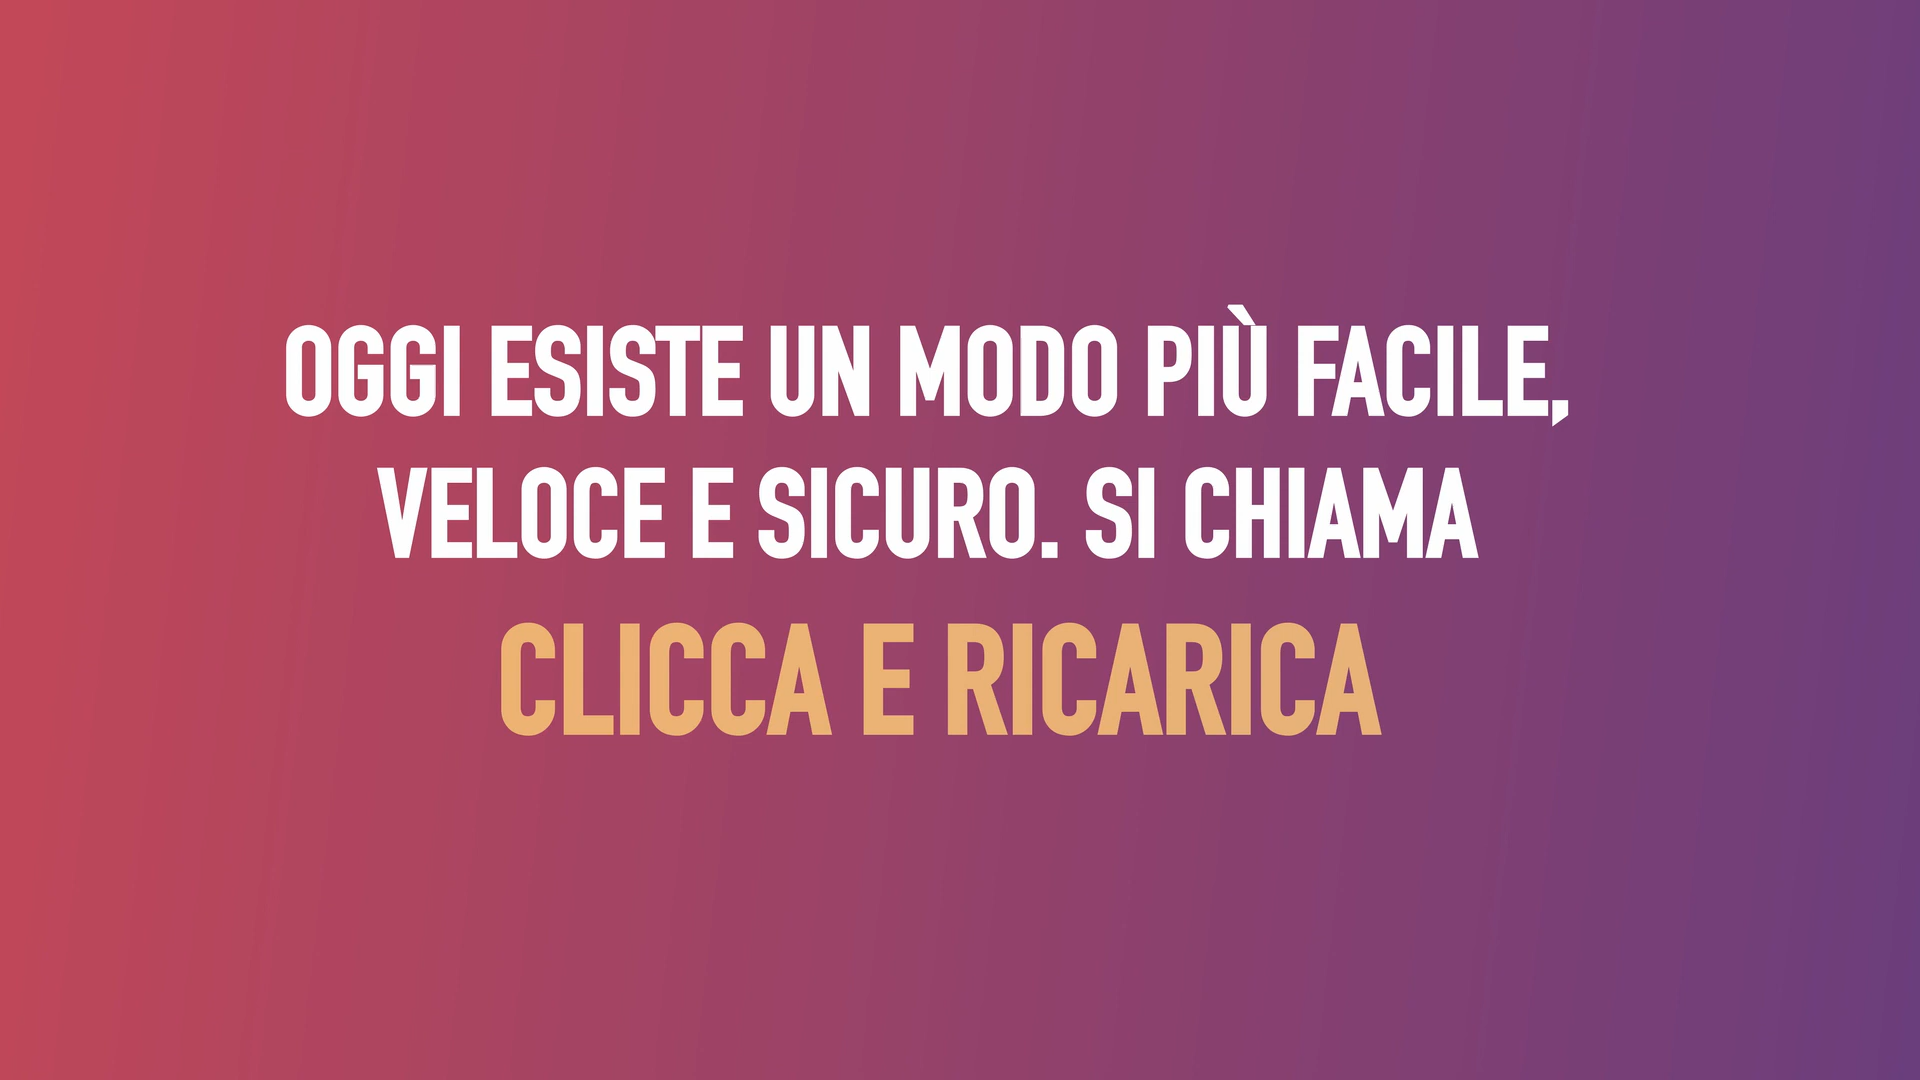 OGGI ESISTE UN MODO PIÙ FACILE,
VELOCE E SICURO. SI CHIAMA
CLICCA E RICARICA